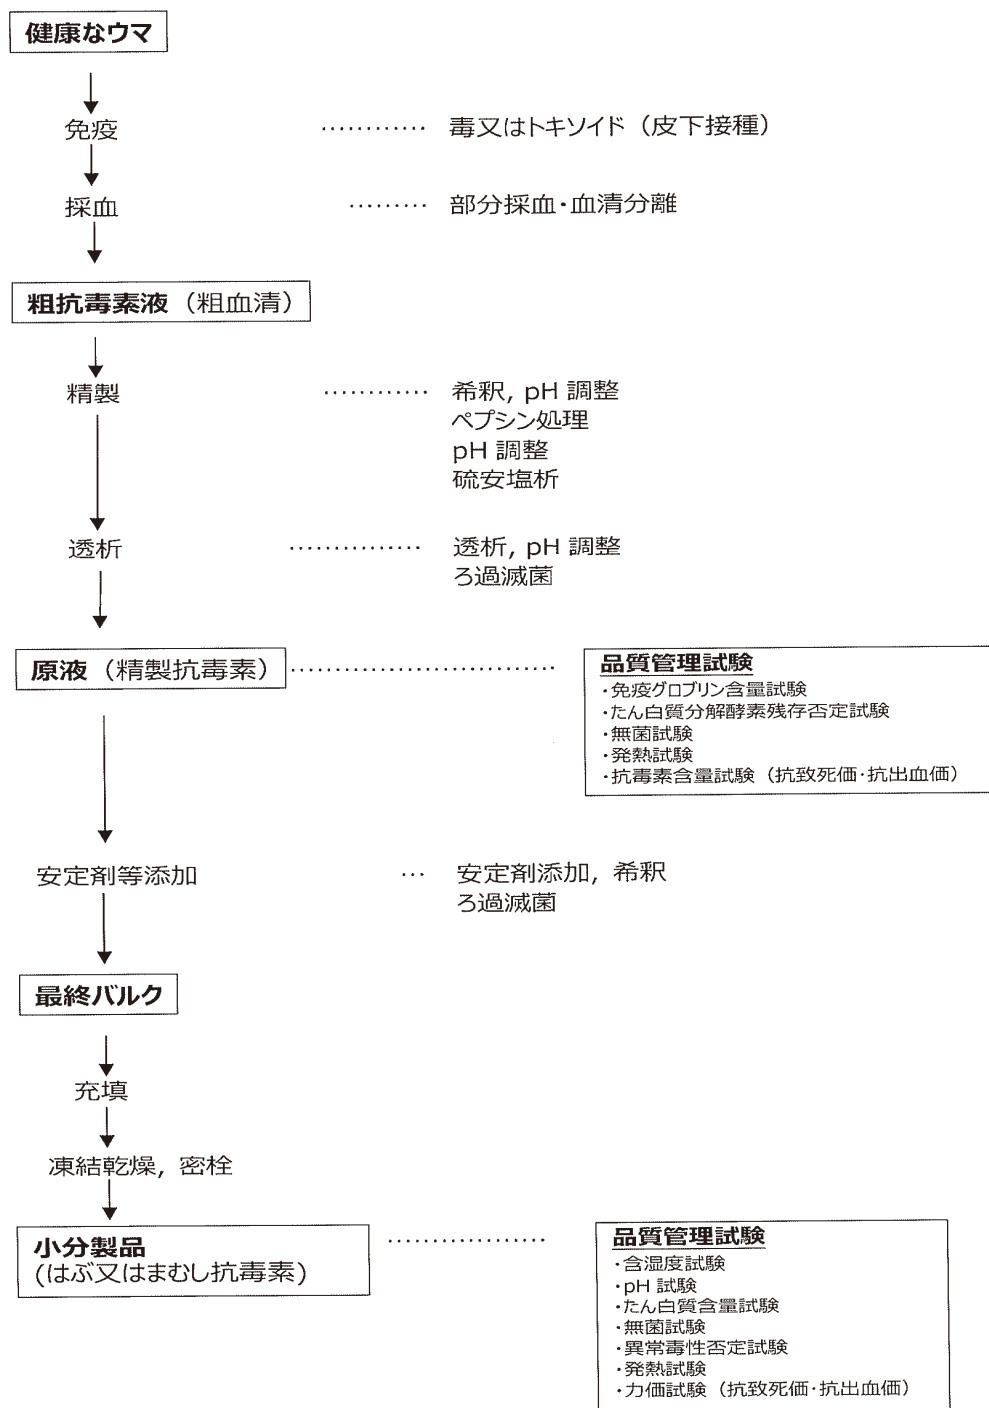 健康なウマ
免疫 ………… 毒又はトキソイド（皮下接種）
採血 ……… 部分採血・血清分離
粗抗毒素液（粗血清）
精製 ………… 希釈, pH 調整
ペプシン処理
pH 調整
硫安塩析
透析 …………… 透析, pH 調整
ろ過滅菌
原液（精製抗毒素）…………………………
品質管理試験
・免疫グロブリン含量試験
・たん白質分解酵素残存否定試験
・無菌試験
・発熱試験
・抗毒素含量試験（抗致死価・抗出血価）
安定剤等添加 … 安定剤添加, 希釈
ろ過滅菌
最終バルク
充填
凍結乾燥, 密栓
小分製品
(はぶ又はまむし抗毒素) ………………
品質管理試験
・含湿度試験
・pH 試験
・たん白質含量試験
・無菌試験
・異常毒性否定試験
・発熱試験
・力価試験（抗致死価・抗出血価）